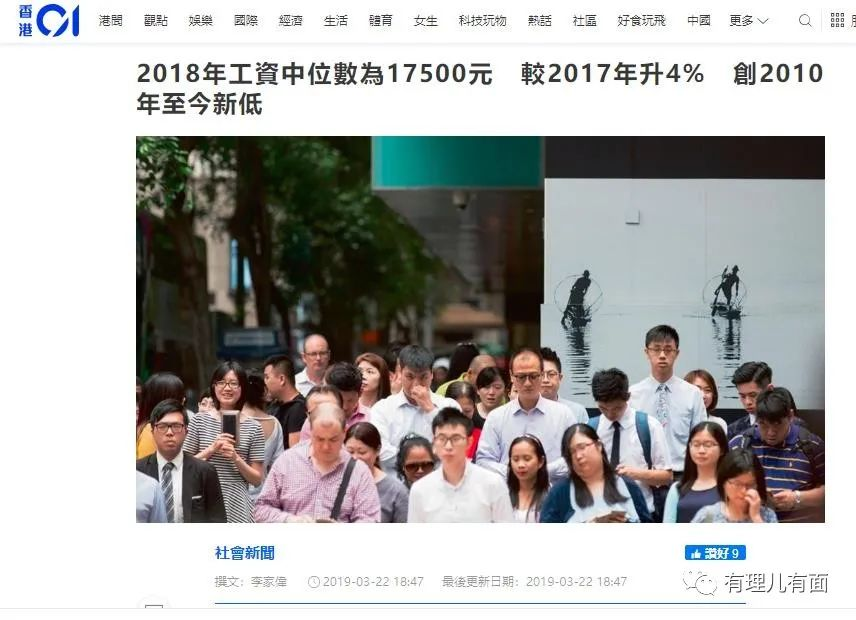 香港01 港聞 觀點 娛樂 國際 經濟 生活 體育 女生 科技玩物 熱話 社區 好食玩飛 中國 更多
2018年工資中位數為17500元　較2017年升4%　創2010
年至今新低
社會新聞 讚好 9
撰文：李家偉 2019-03-22 18:47 最後更新日期：2019-03-22 18:47
有理儿有面